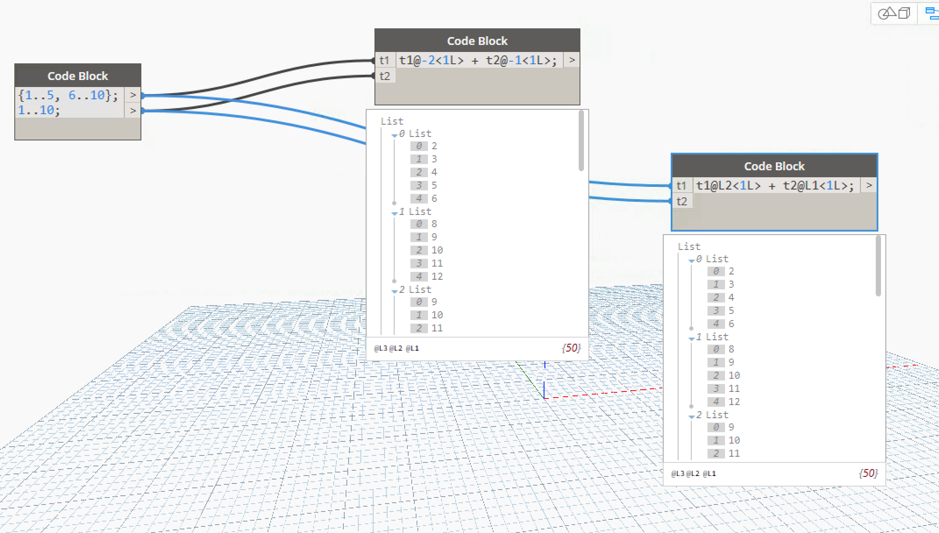 Code Block
{1..5, 6..10}; >
1..10; >
Code Block
t1 t1@-2<1L> + t2@-1<1L>; >
t2
List
0 List
0 2
1 3
2 4
3 5
4 6
1 List
0 8
1 9
2 10
3 11
4 12
2 List
0 9
1 10
2 11
@L3 @L2 @L1 {50}
Code Block
t1 t1@L2<1L> + t2@L1<1L>; >
t2
List
0 List
0 2
1 3
2 4
3 5
4 6
1 List
0 8
1 9
2 10
3 11
4 12
2 List
0 9
1 10
2 11
@L3 @L2 @L1 {50}